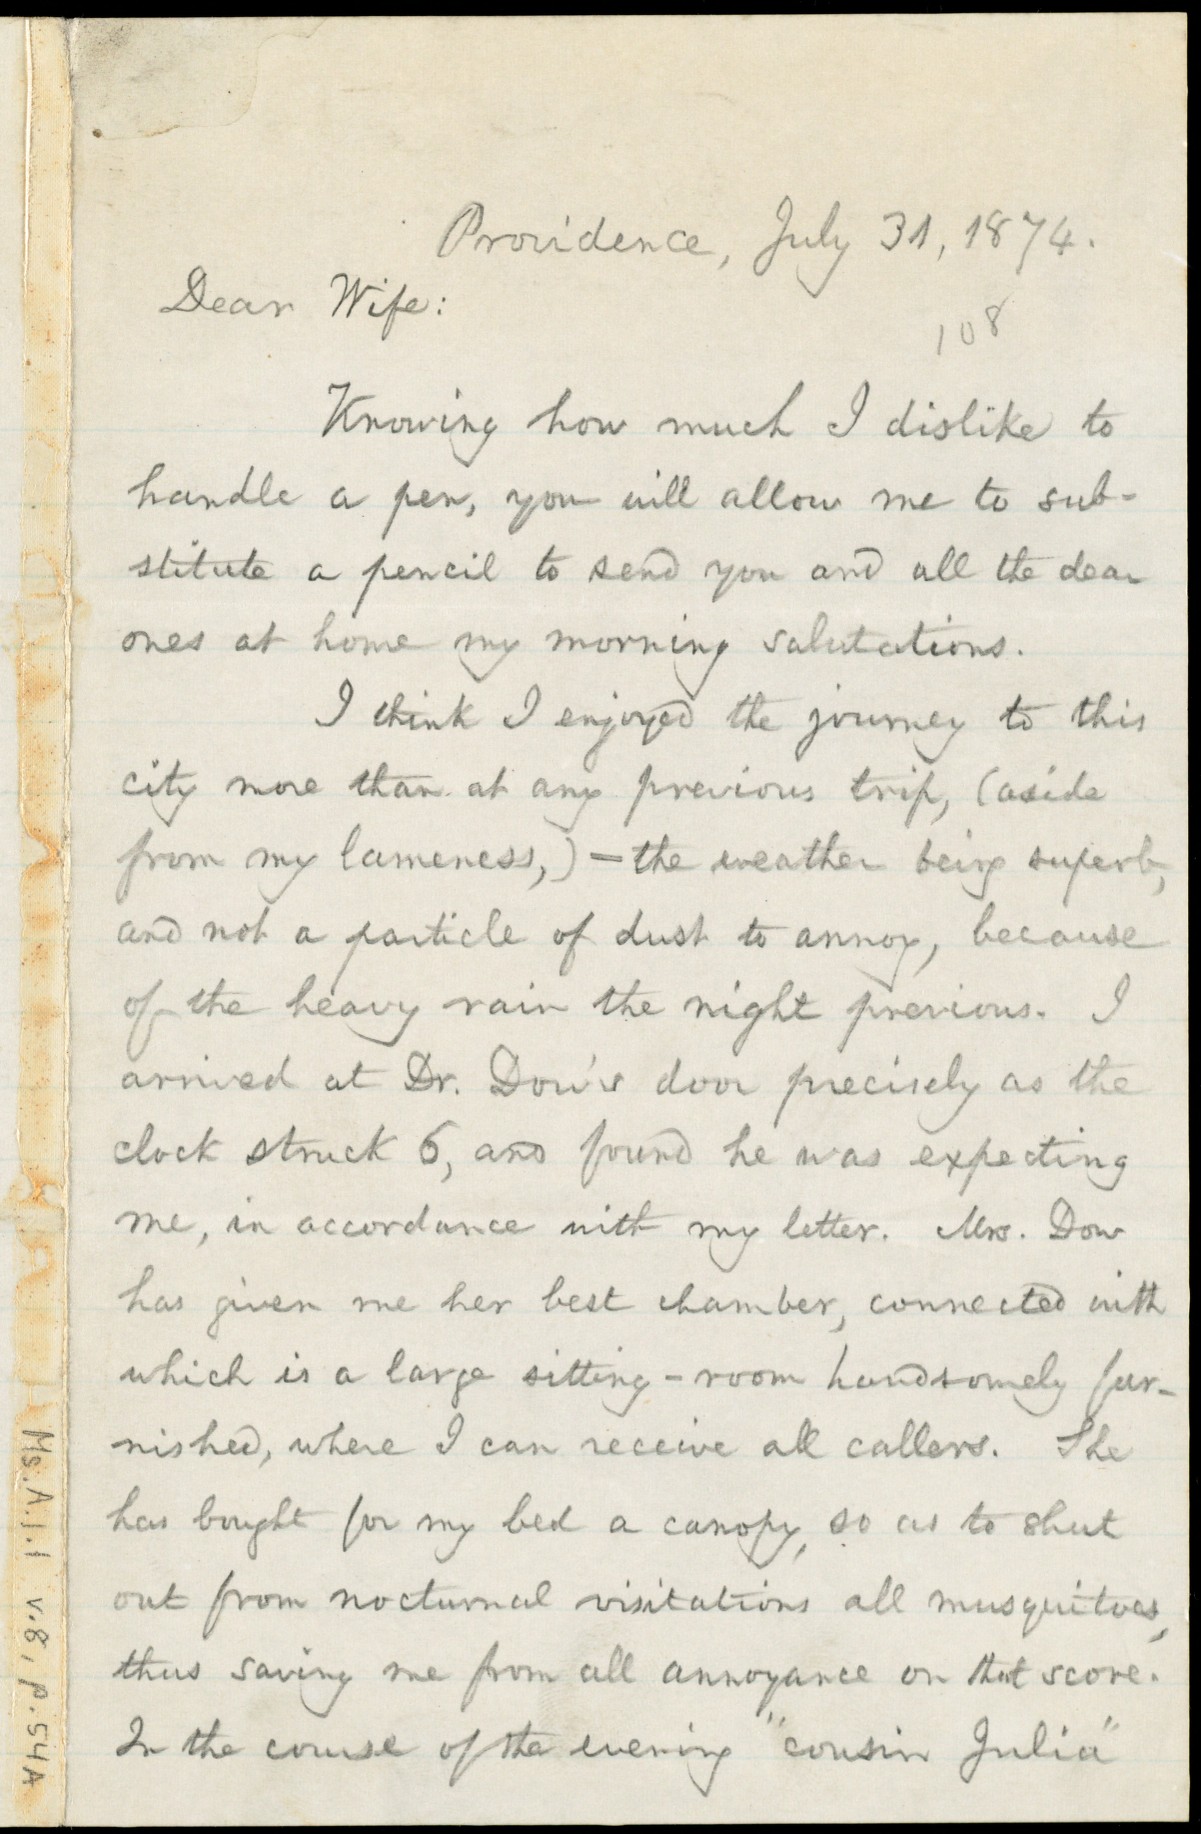 Providence, July 31, 1874.
Dear Wife:
108
Knowing how much I dislike to
handle a pen, you will allow me to sub-
stitute a pencil to send you and all the dear
ones at home my morning salutations.
I think I enjoyed the journey to this
city more than at any previous trip, (aside
from my lameness,) — the weather being superb,
and not a particle of dust to annoy, because
of the heavy rain the night previous. I
arrived at Dr. Dow's door precisely as the
clock struck 6, and found he was expecting
me, in accordance with my letter. Mrs. Dow
has given me her best chamber, connected with
which is a large sitting-room handsomely fur-
nished, where I can receive all callers. She
has bought for my bed a canopy, so as to shut
out from nocturnal visitations all musquitoes,
thus saving me from all annoyance on that score.
In the course of the evening "cousin Julia"
Ms.A.1.1 v.8, p.54A